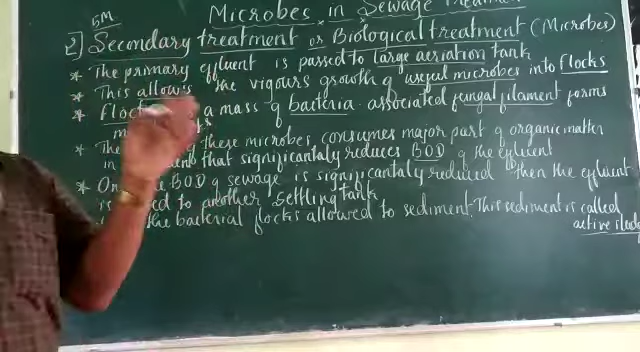 5M
Microbes in Sewage Treatment
2] Secondary treatment or Biological treatment (Microbes)
* The primary effluent is passed to large aeration tank
* This allows the vigours growth of useful microbes into flocks
* Flocks a mass of bacteria associated fungal filament forms
* The these microbes consumes major part of organic matter
in that significantaly reduces BOD of the effluent
* On BOD of sewage is significantaly reduced then the effluent
is to another settling tank
the bacterial flocks allowed to sediment. This sediment is called
active